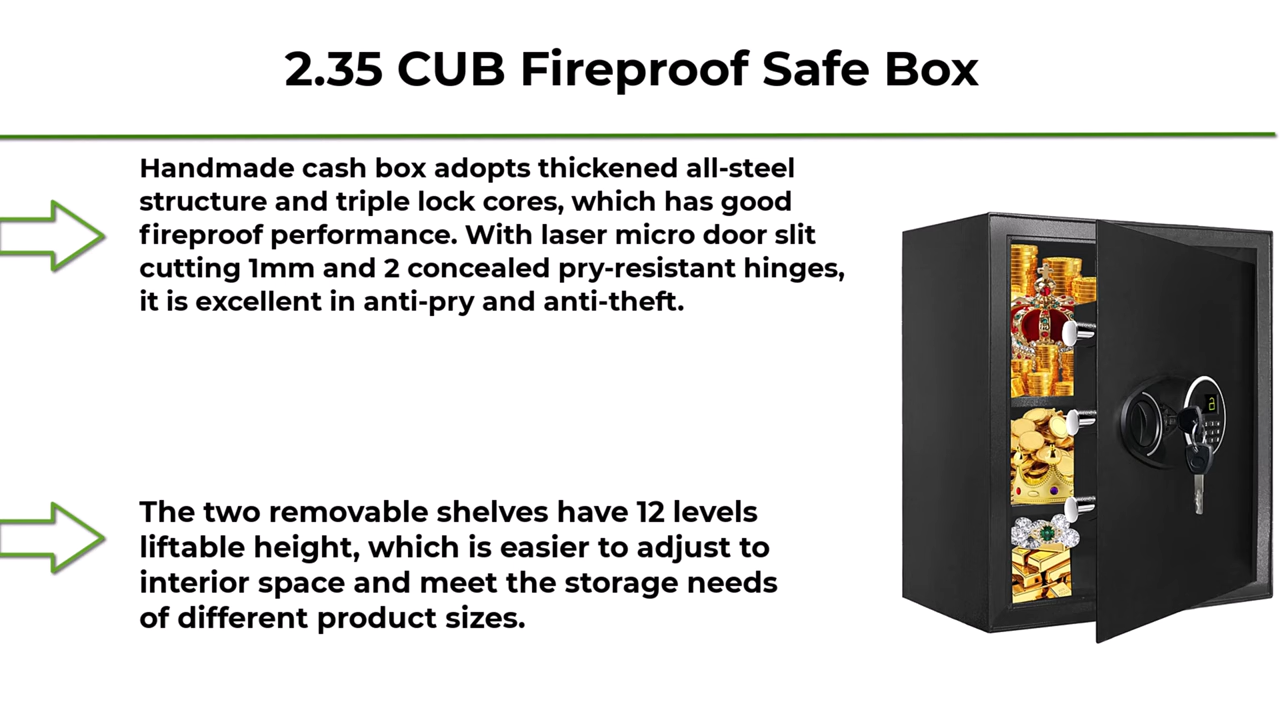 2.35 CUB Fireproof Safe Box
Handmade cash box adopts thickened all-steel
structure and triple lock cores, which has good
fireproof performance. With laser micro door slit
cutting 1mm and 2 concealed pry-resistant hinges,
it is excellent in anti-pry and anti-theft.
The two removable shelves have 12 levels
liftable height, which is easier to adjust to
interior space and meet the storage needs
of different product sizes.